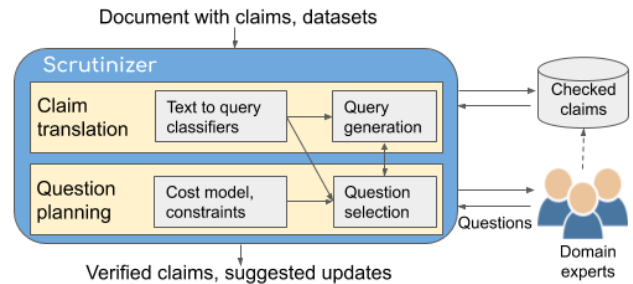 Document with claims, datasets
Scrutinizer
Claim
translation
Text to query
classifiers
Query
generation
Checked
claims
Question
planning
Cost model,
constraints
Question
selection
Questions
Domain
experts
Verified claims, suggested updates